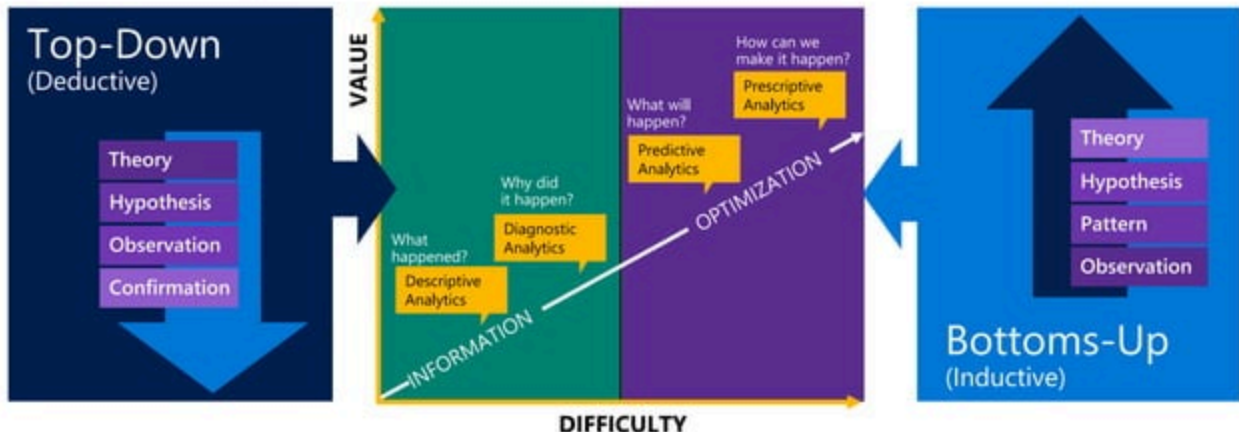 Top-Down
(Deductive)
Theory
Hypothesis
Observation
Confirmation
VALUE
What
happened?
Descriptive
Analytics
Why did
it happen?
Diagnostic
Analytics
What will
happen?
Predictive
Analytics
How can we
make it happen?
Prescriptive
Analytics
INFORMATION
OPTIMIZATION
DIFFICULTY
Theory
Hypothesis
Pattern
Observation
Bottoms-Up
(Inductive)